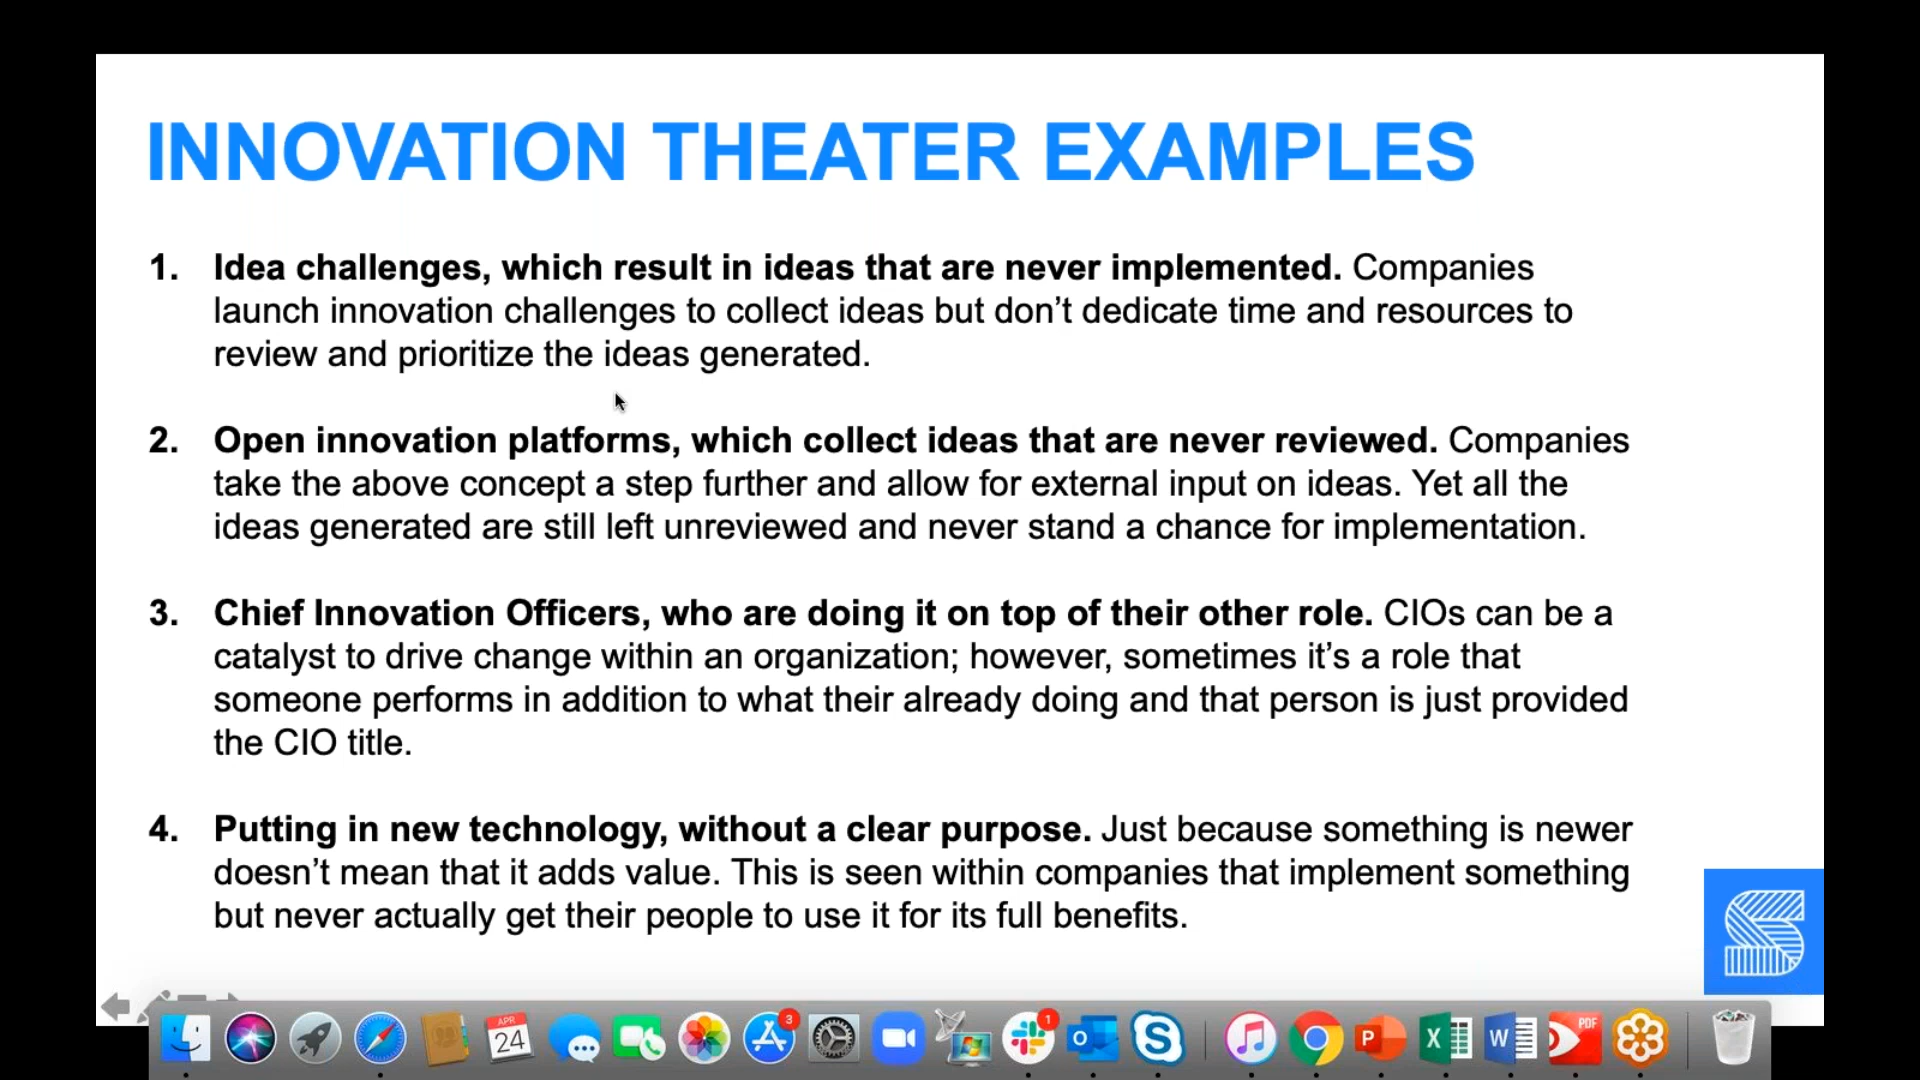 INNOVATION THEATER EXAMPLES
1. Idea challenges, which result in ideas that are never implemented. Companies
launch innovation challenges to collect ideas but don’t dedicate time and resources to
review and prioritize the ideas generated.
2. Open innovation platforms, which collect ideas that are never reviewed. Companies
take the above concept a step further and allow for external input on ideas. Yet all the
ideas generated are still left unreviewed and never stand a chance for implementation.
3. Chief Innovation Officers, who are doing it on top of their other role. CIOs can be a
catalyst to drive change within an organization; however, sometimes it’s a role that
someone performs in addition to what their already doing and that person is just provided
the CIO title.
4. Putting in new technology, without a clear purpose. Just because something is newer
doesn’t mean that it adds value. This is seen within companies that implement something
but never actually get their people to use it for its full benefits.
S
APR
24
3
1
O
S
P
X
W
PDF